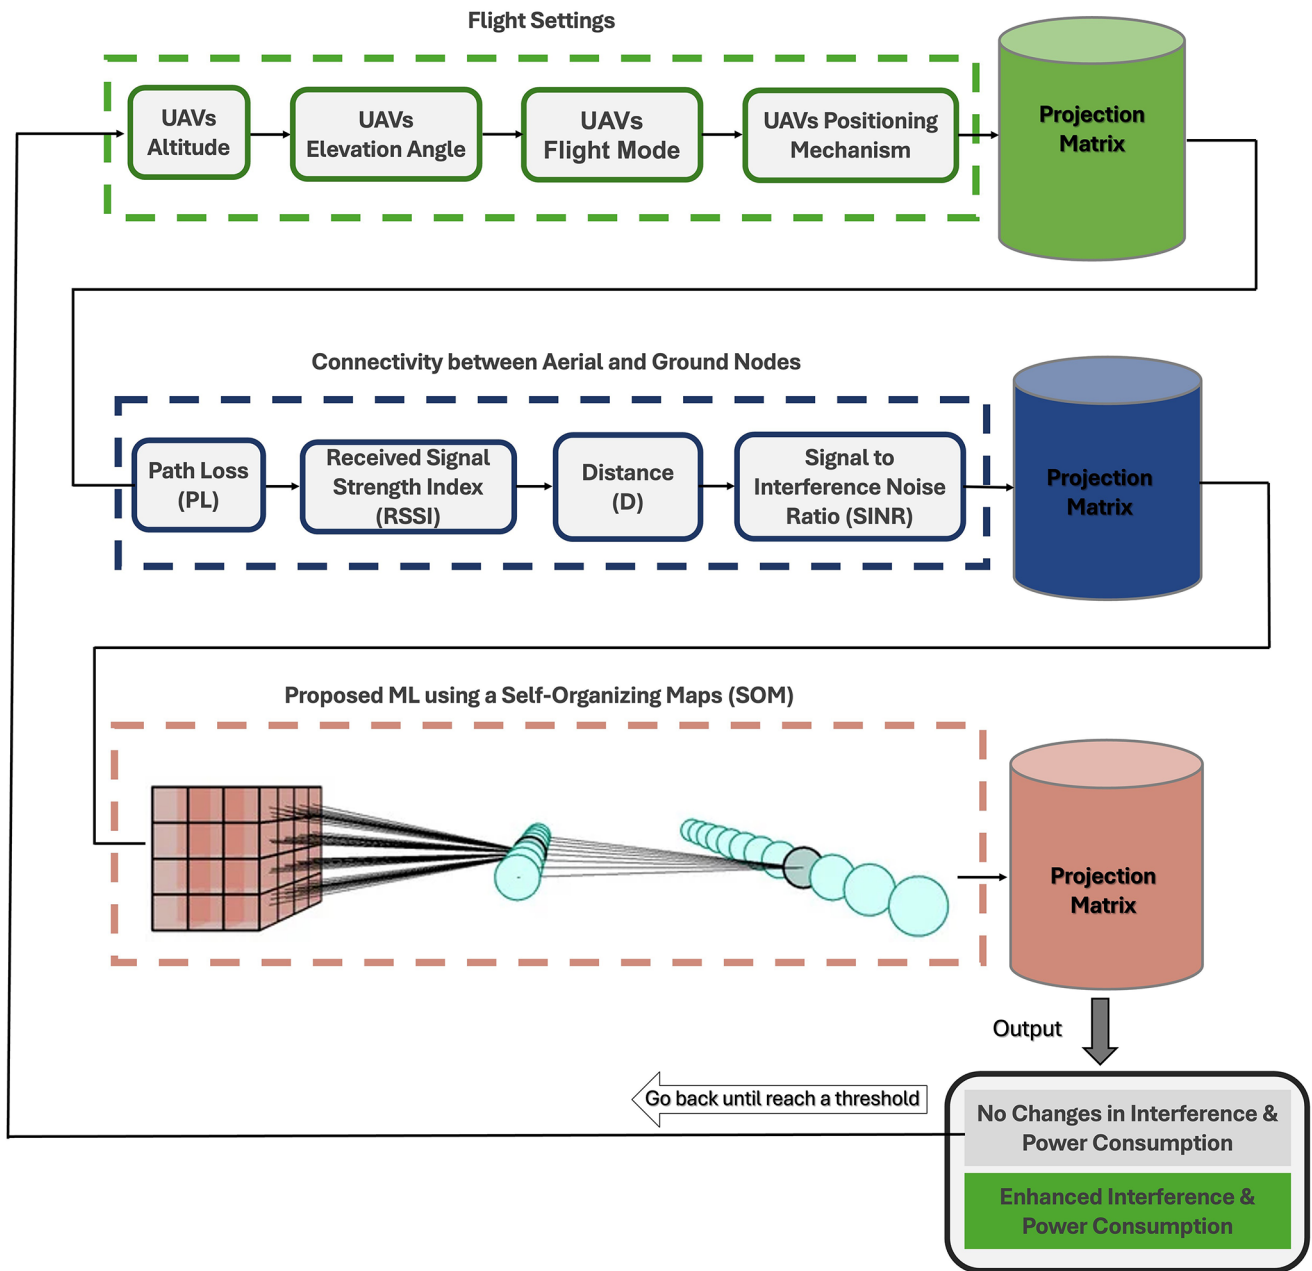 Flight Settings
UAVs
Altitude
UAVs
Elevation Angle
UAVs
Flight Mode
UAVs Positioning
Mechanism
Projection
Matrix
Connectivity between Aerial and Ground Nodes
Path Loss
(PL)
Received Signal
Strength Index
(RSSI)
Distance
(D)
Signal to
Interference Noise
Ratio (SINR)
Projection
Matrix
Proposed ML using a Self-Organizing Maps (SOM)
Projection
Matrix
Output
Go back until reach a threshold
No Changes in Interference &
Power Consumption
Enhanced Interference &
Power Consumption